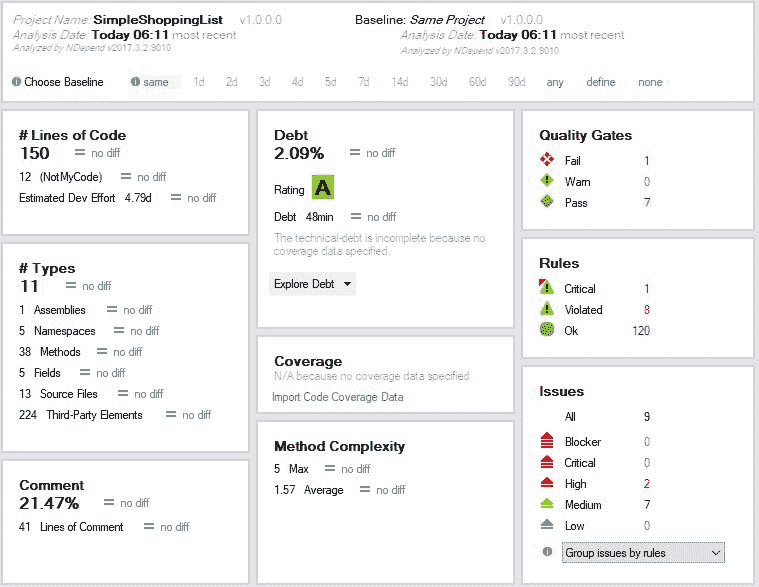 Project Name: SimpleShoppingList v1.0.0.0
Analysis Date: Today 06:11 most recent
Analyzed by NDepend v2017.3.2.9010
Baseline: Same Project v1.0.0.0
Analysis Date: Today 06:11 most recent
Analyzed by NDepend v2017.3.2.9010
Choose Baseline same 1d 2d 3d 4d 5d 7d 14d 30d 60d 90d any define none
# Lines of Code
150 = no diff
12 (NotMyCode) = no diff
Estimated Dev Effort 4.79d = no diff
# Types
11 = no diff
1 Assemblies = no diff
5 Namespaces = no diff
38 Methods = no diff
5 Fields = no diff
13 Source Files = no diff
224 Third-Party Elements = no diff
Comment
21.47% = no diff
41 Lines of Comment = no diff
Debt
2.09% = no diff
Rating A
Debt 48min = no diff
The technical-debt is incomplete because no
coverage data specified.
Explore Debt
Coverage
N/A because no coverage data specified
Import Code Coverage Data
Method Complexity
5 Max = no diff
1.57 Average = no diff
Quality Gates
Fail 1
Warn 0
Pass 7
Rules
Critical 1
Violated 8
Ok 120
Issues
All 9
Blocker 0
Critical 0
High 2
Medium 7
Low 0
Group issues by rules